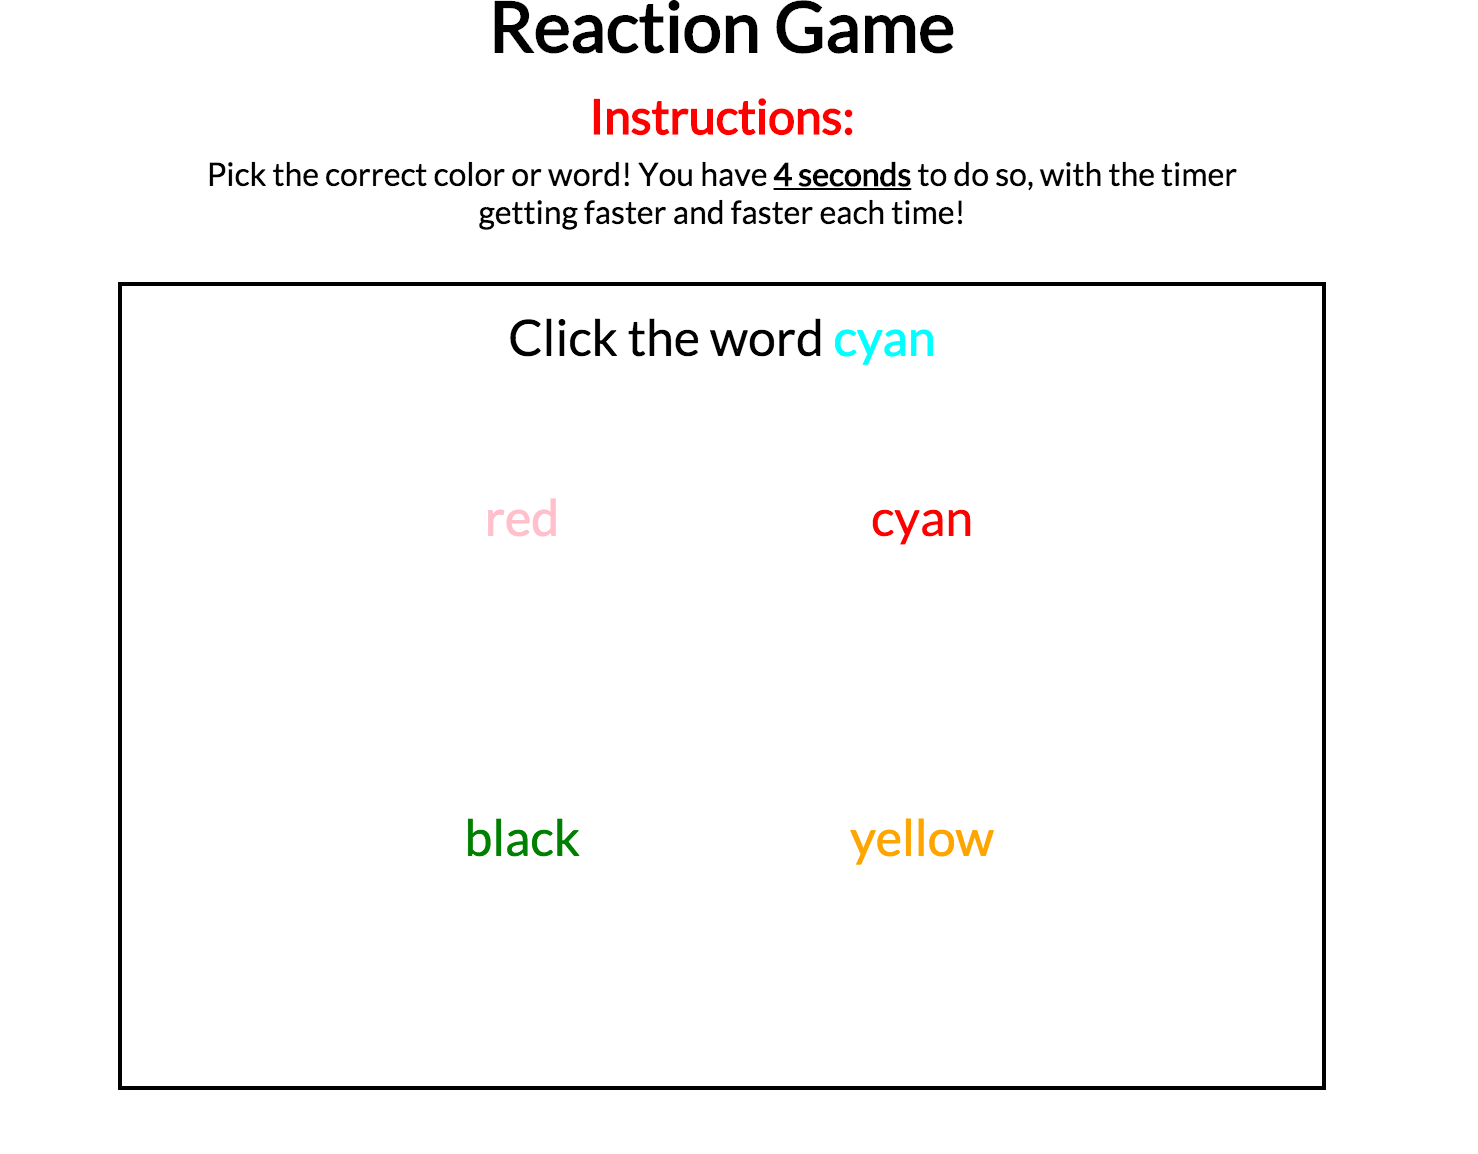 Reaction Game
Instructions:
Pick the correct color or word! You have 4 seconds to do so, with the timer
getting faster and faster each time!
Click the word cyan
red cyan
black yellow